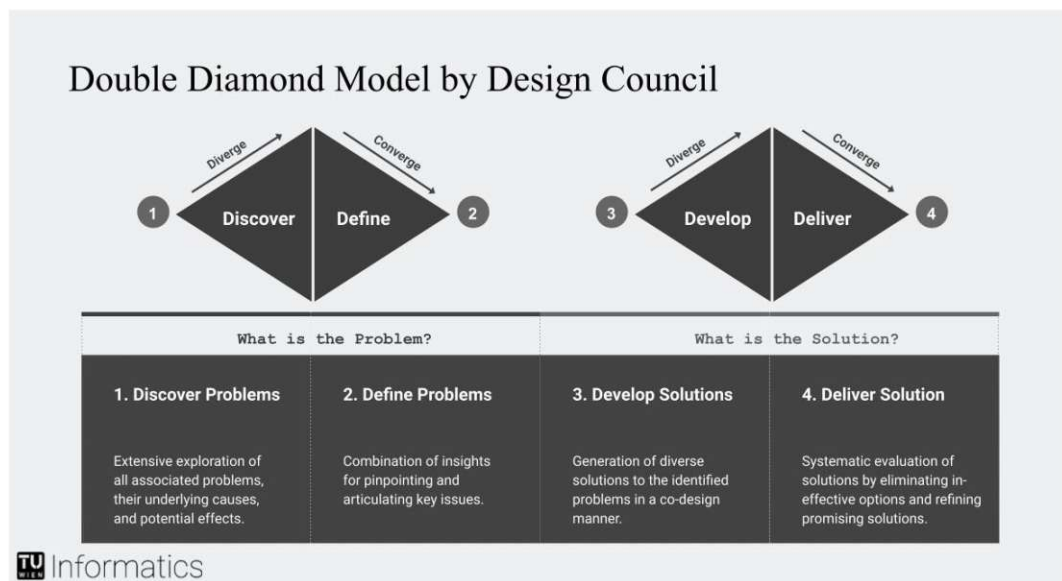 Double Diamond Model by Design Council
Diverge
Converge
Diverge
Converge
1
Discover
Define
2
3
Develop
Deliver
4
What is the Problem?
What is the Solution?
1. Discover Problems
2. Define Problems
3. Develop Solutions
4. Deliver Solution
Extensive exploration of
all associated problems,
their underlying causes,
and potential effects.
Combination of insights
for pinpointing and
articulating key issues.
Generation of diverse
solutions to the identified
problems in a co-design
manner.
Systematic evaluation of
solutions by eliminating in-
effective options and refining
promising solutions.
TU
WIEN
Informatics